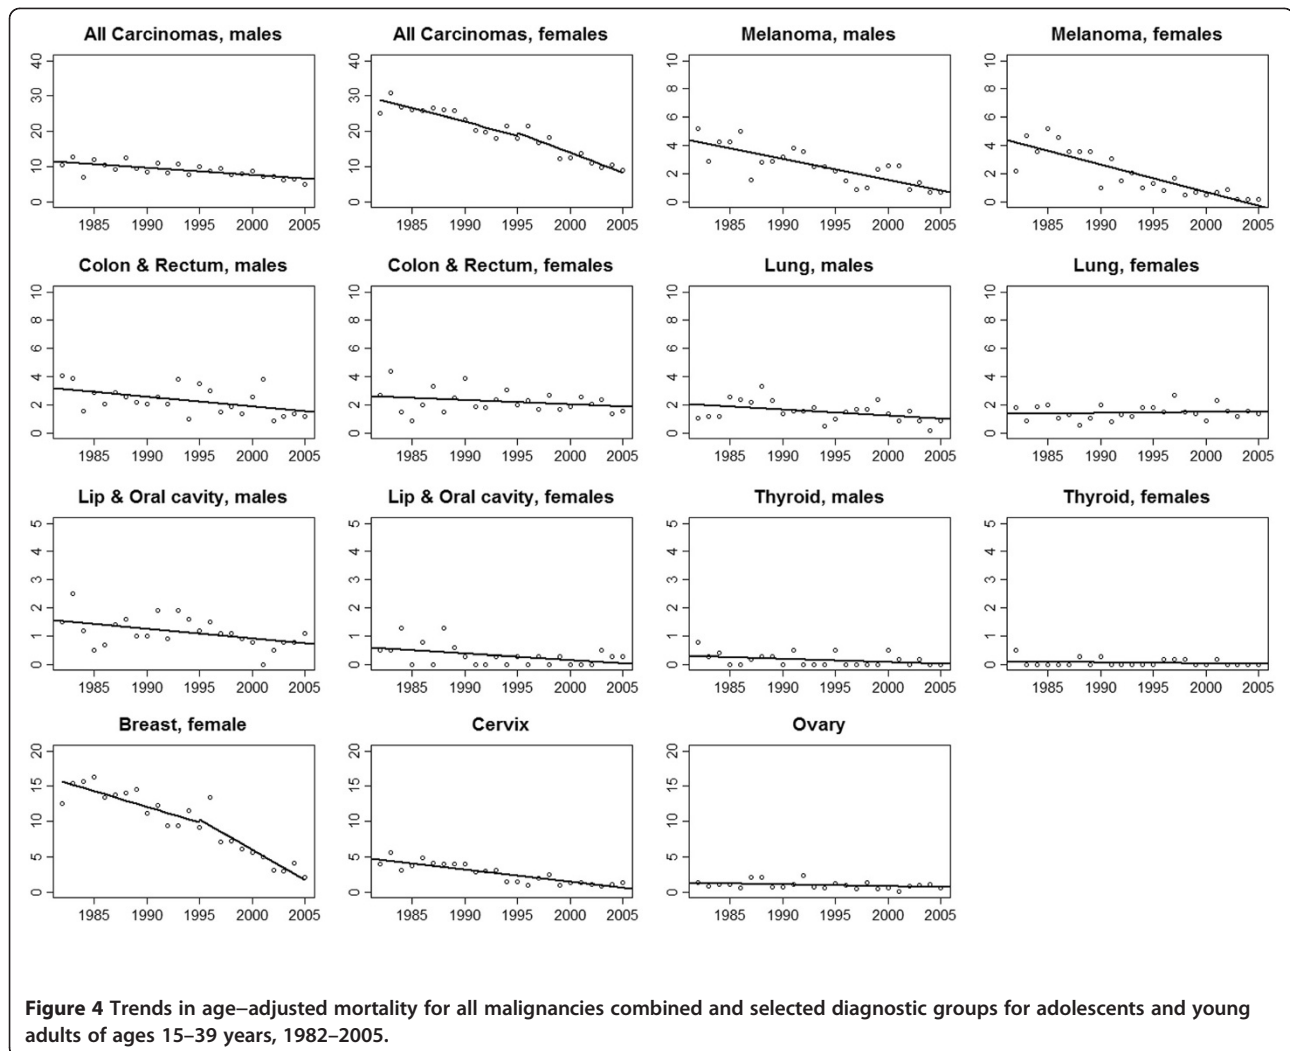 All Carcinomas, males
All Carcinomas, females
Melanoma, males
Melanoma, females
40
30
20
10
0
1985 1990 1995 2000 2005
40
30
20
10
0
1985 1990 1995 2000 2005
10
8
6
4
2
0
1985 1990 1995 2000 2005
10
8
6
4
2
0
1985 1990 1995 2000 2005
Colon & Rectum, males
Colon & Rectum, females
Lung, males
Lung, females
10
8
6
4
2
0
1985 1990 1995 2000 2005
10
8
6
4
2
0
1985 1990 1995 2000 2005
10
8
6
4
2
0
1985 1990 1995 2000 2005
10
8
6
4
2
0
1985 1990 1995 2000 2005
Lip & Oral cavity, males
Lip & Oral cavity, females
Thyroid, males
Thyroid, females
5
4
3
2
1
0
1985 1990 1995 2000 2005
5
4
3
2
1
0
1985 1990 1995 2000 2005
5
4
3
2
1
0
1985 1990 1995 2000 2005
5
4
3
2
1
0
1985 1990 1995 2000 2005
Breast, female
Cervix
Ovary
20
15
10
5
0
1985 1990 1995 2000 2005
20
15
10
5
0
1985 1990 1995 2000 2005
20
15
10
5
0
1985 1990 1995 2000 2005
Figure 4 Trends in age–adjusted mortality for all malignancies combined and selected diagnostic groups for adolescents and young
adults of ages 15–39 years, 1982–2005.